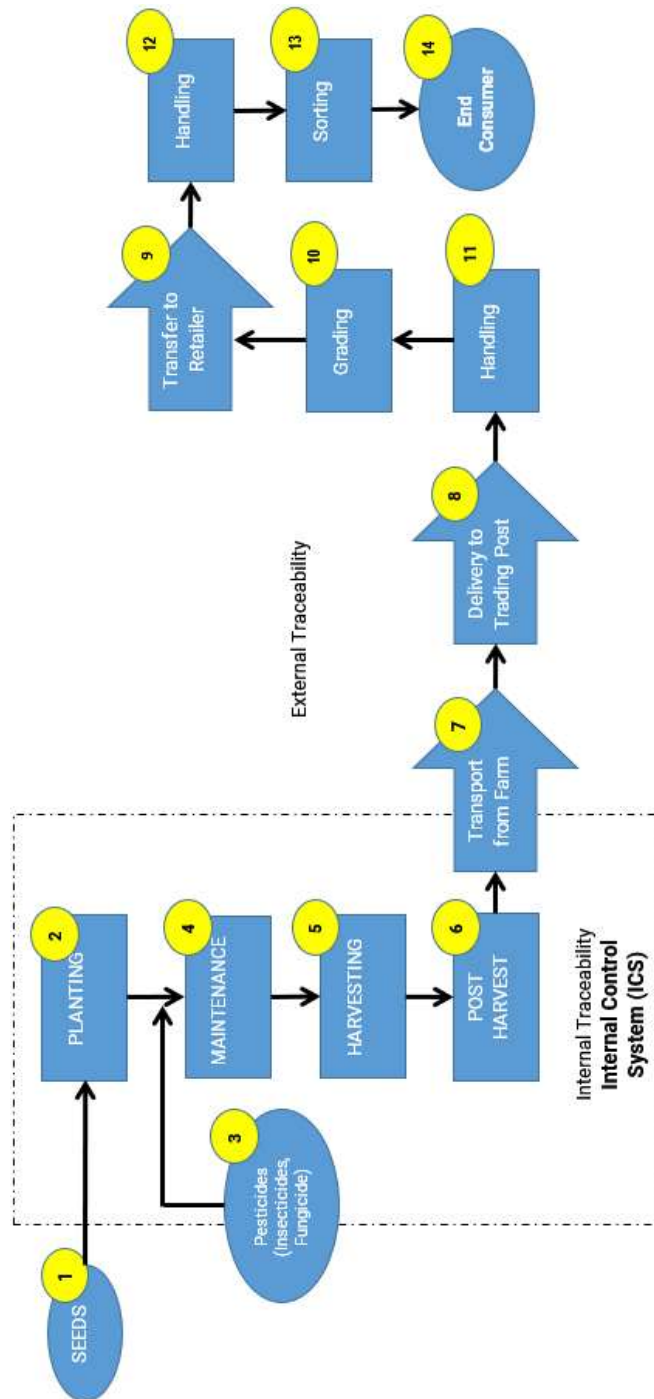 1
SEEDS
2
PLANTING
3
Pesticides
(Insecticides,
Fungicide)
4
MAINTENANCE
5
HARVESTING
6
POST
HARVEST
Internal Traceability
Internal Control
System (ICS)
7
Transport
from Farm
External Traceability
8
Delivery to
Trading Post
9
Transfer to
Retailer
10
Grading
11
Handling
12
Handling
13
Sorting
14
End
Consumer